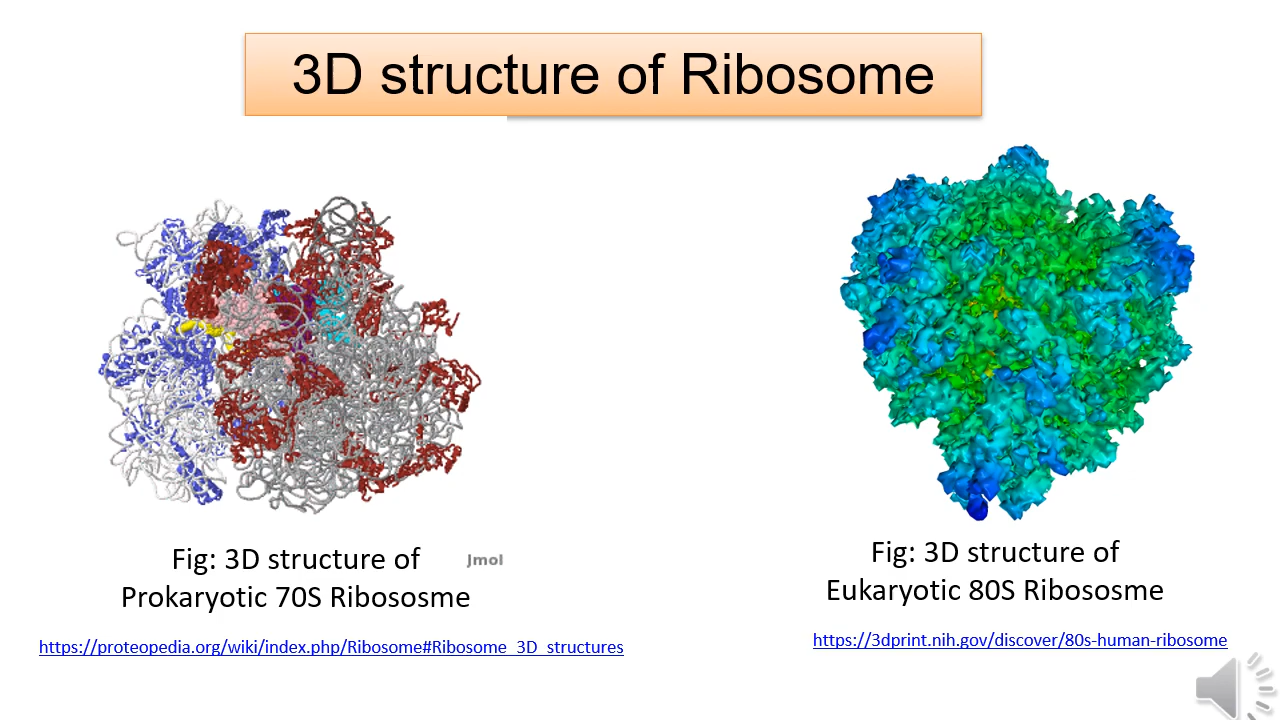 3D structure of Ribosome
Fig: 3D structure of
Prokaryotic 70S Ribososme
Jmol
https://proteopedia.org/wiki/index.php/Ribosome#Ribosome_3D_structures
Fig: 3D structure of
Eukaryotic 80S Ribososme
https://3dprint.nih.gov/discover/80s-human-ribosome